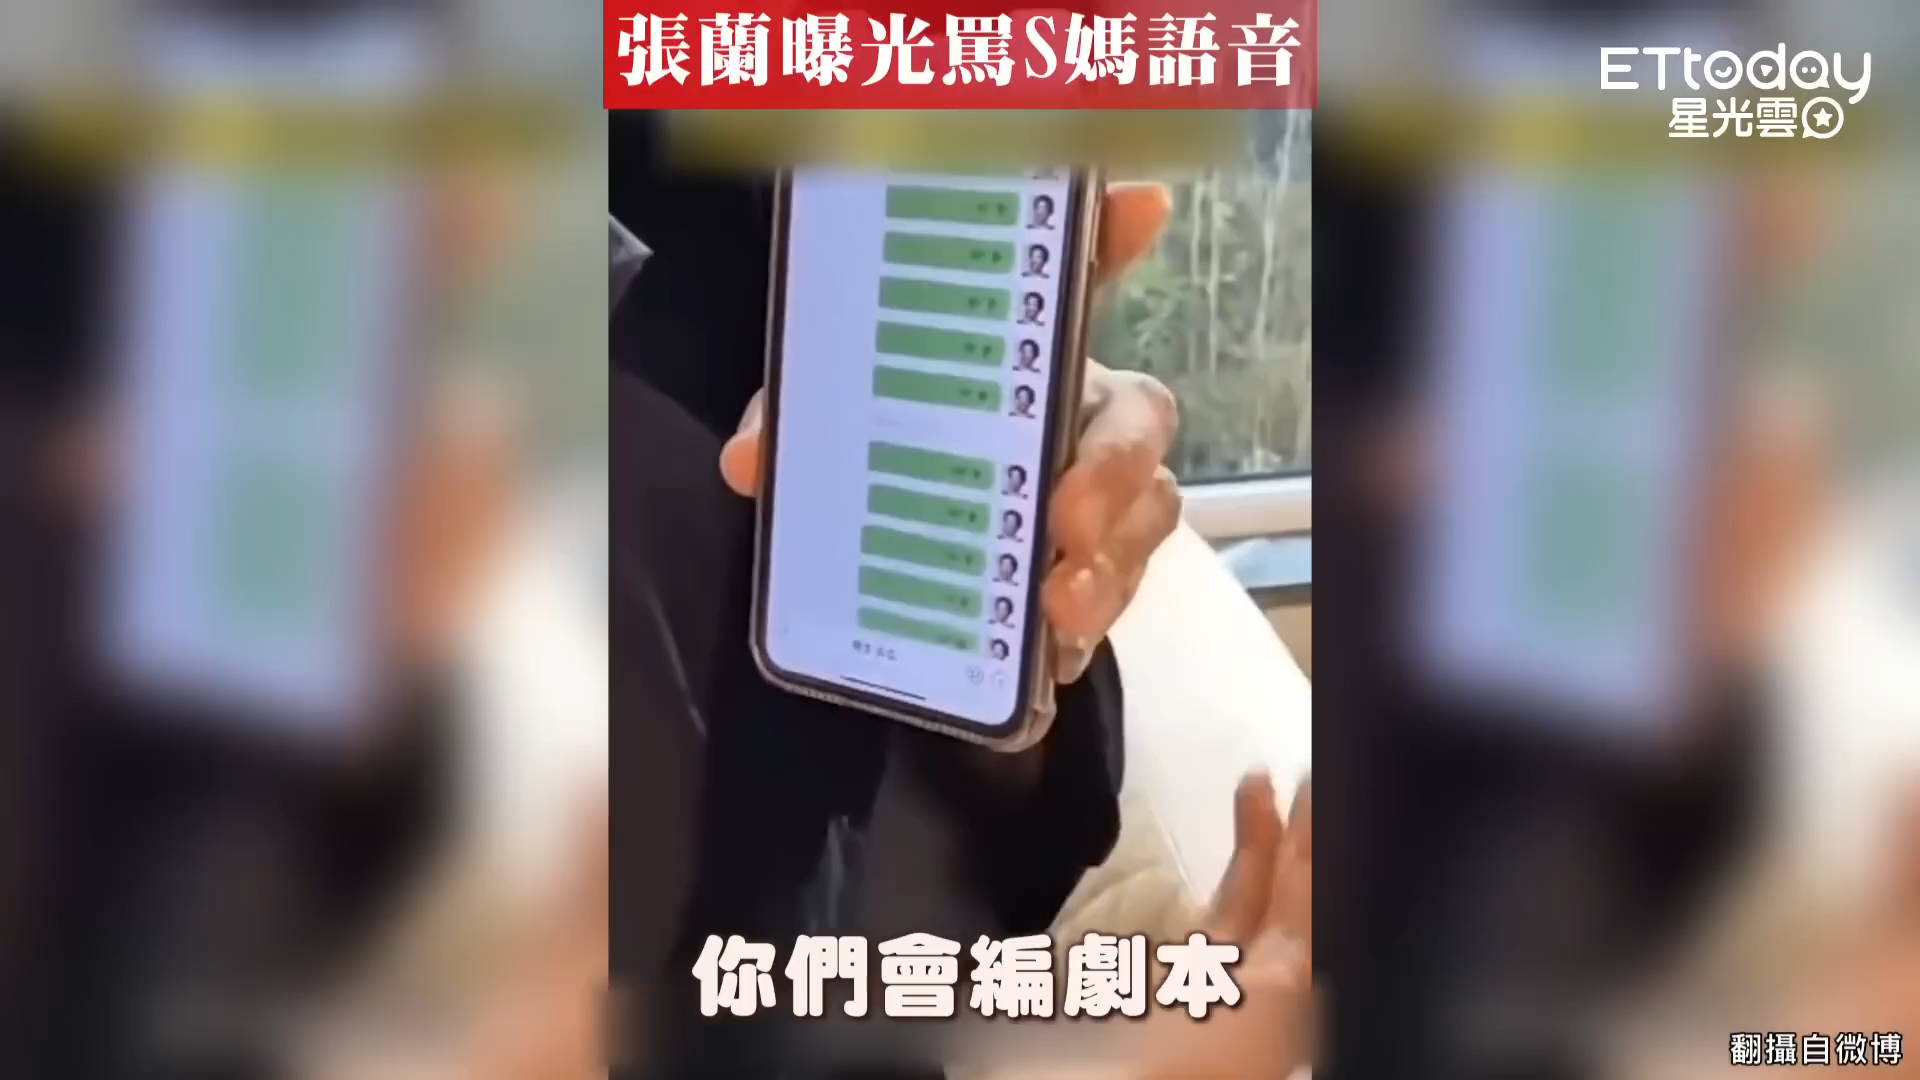 張蘭曝光罵S媽語音
ETtoday
星光雲
你們會編劇本
翻攝自微博